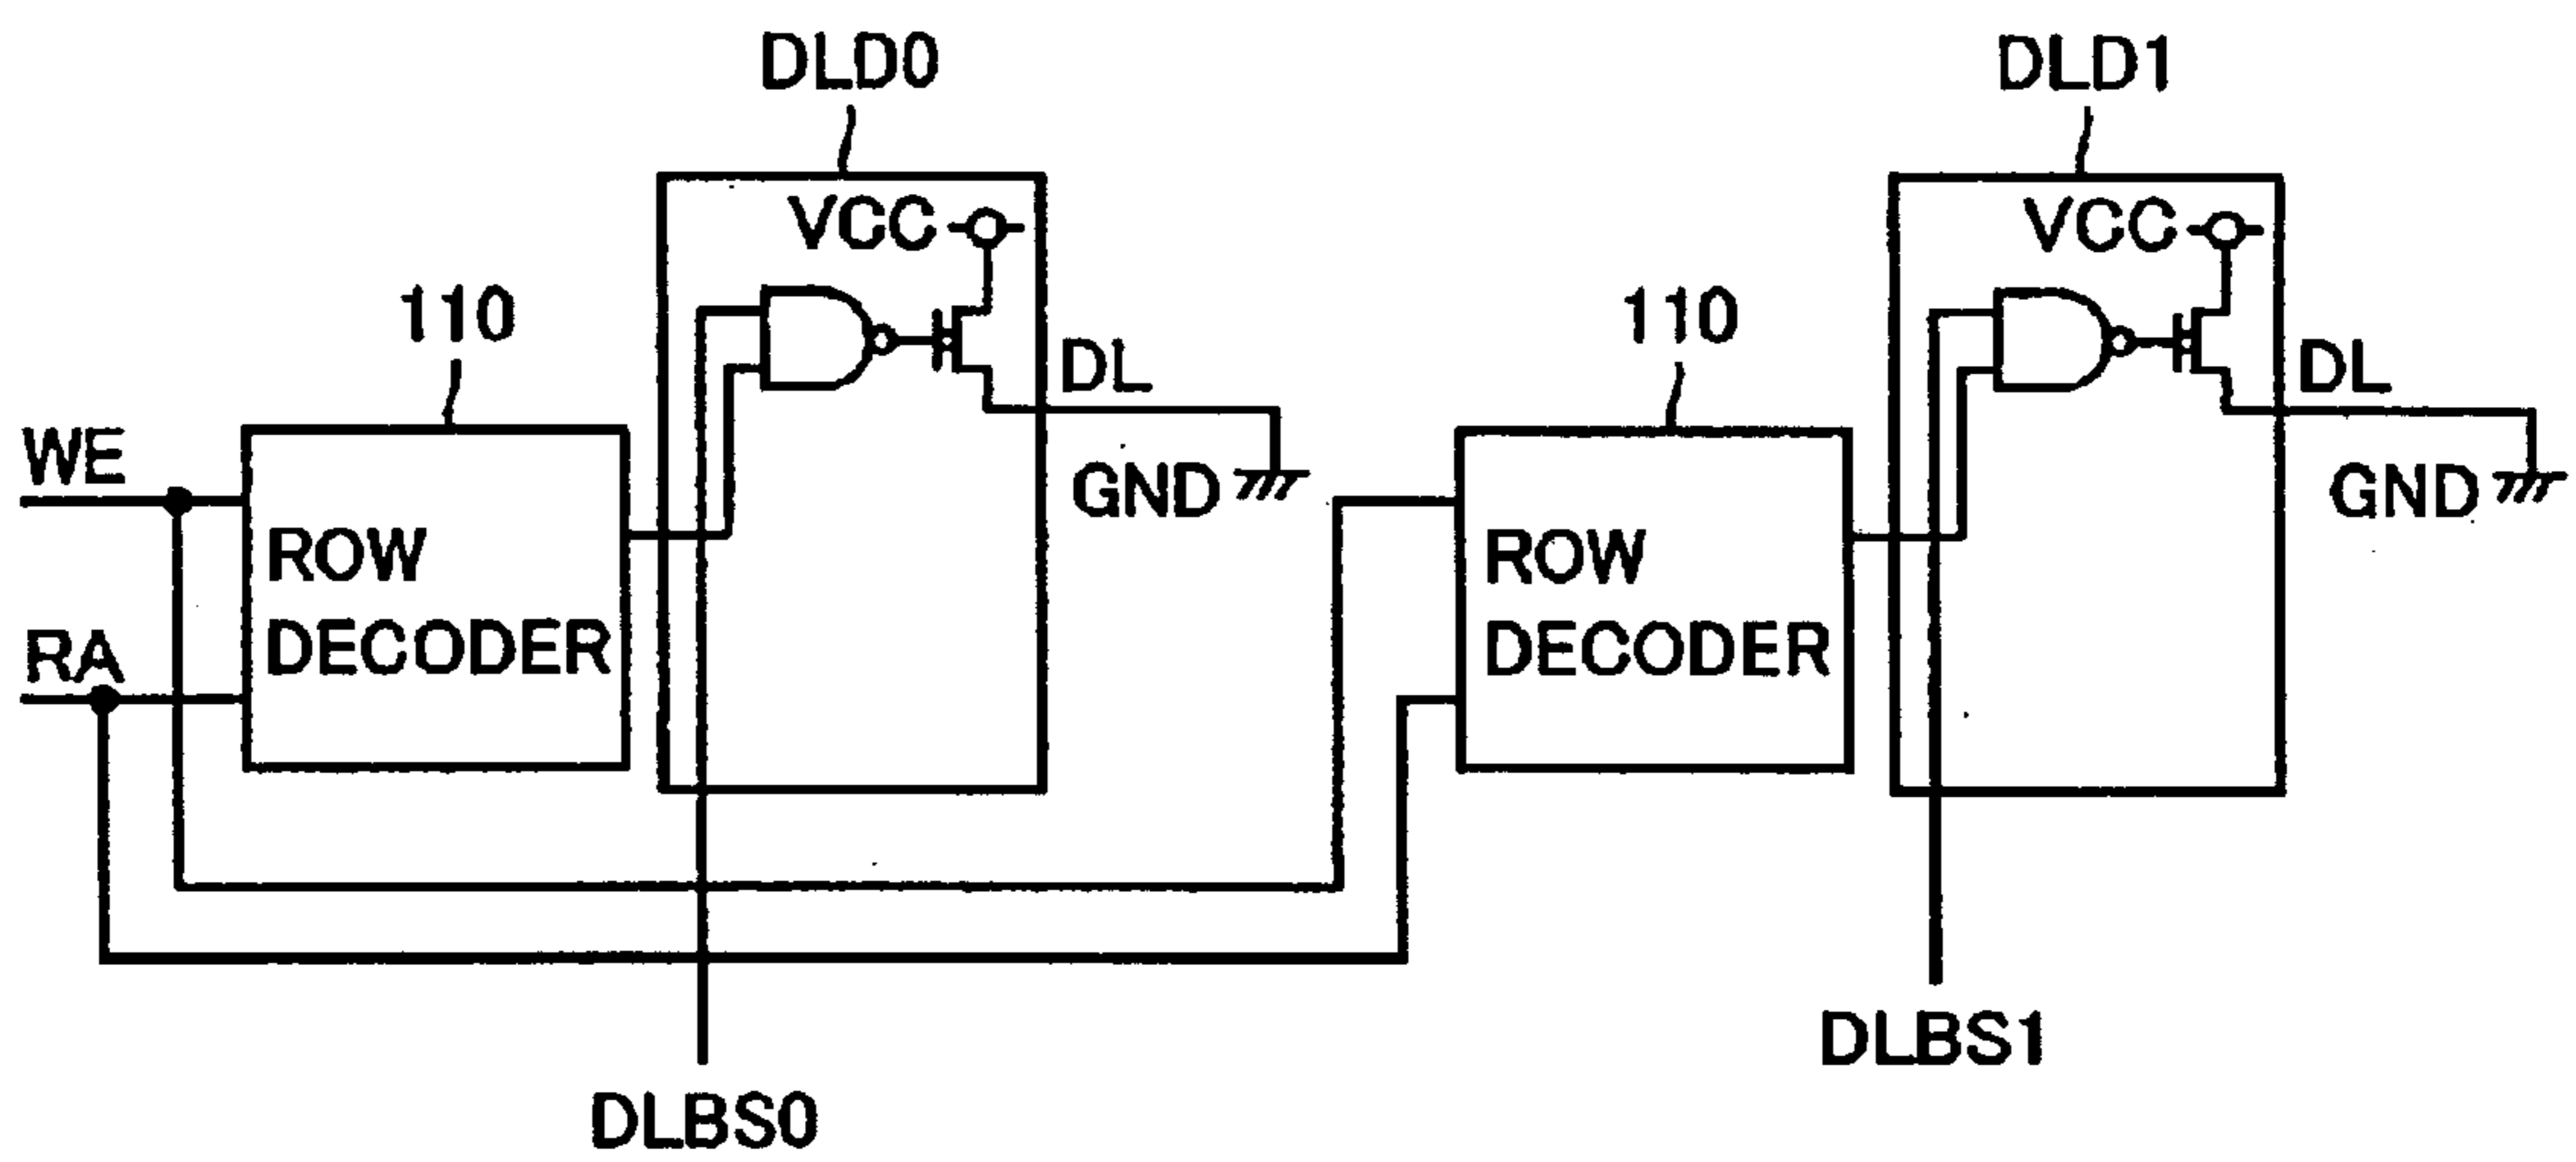 DLD0
DLD1
VCC
VCC
110
110
DL
DL
WE
GND
GND
ROW
DECODER
ROW
DECODER
RA
DLBS1
DLBS0